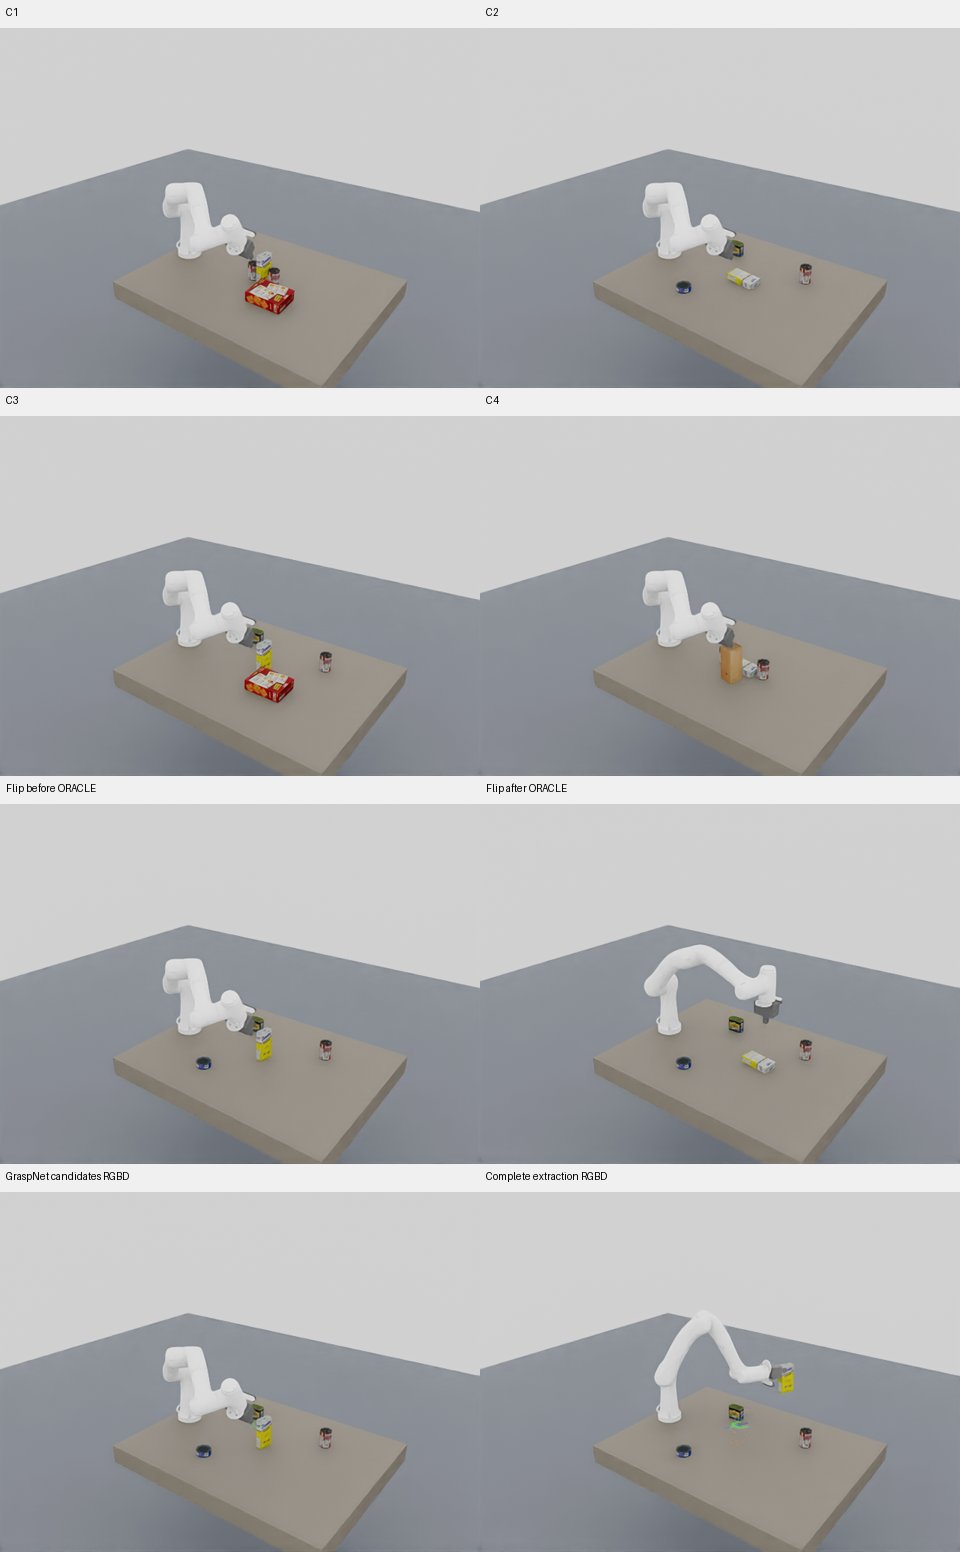 C1
C2
C3
C4
Flip before ORACLE
Flip after ORACLE
GraspNet candidates RGBD
Complete extraction RGBD